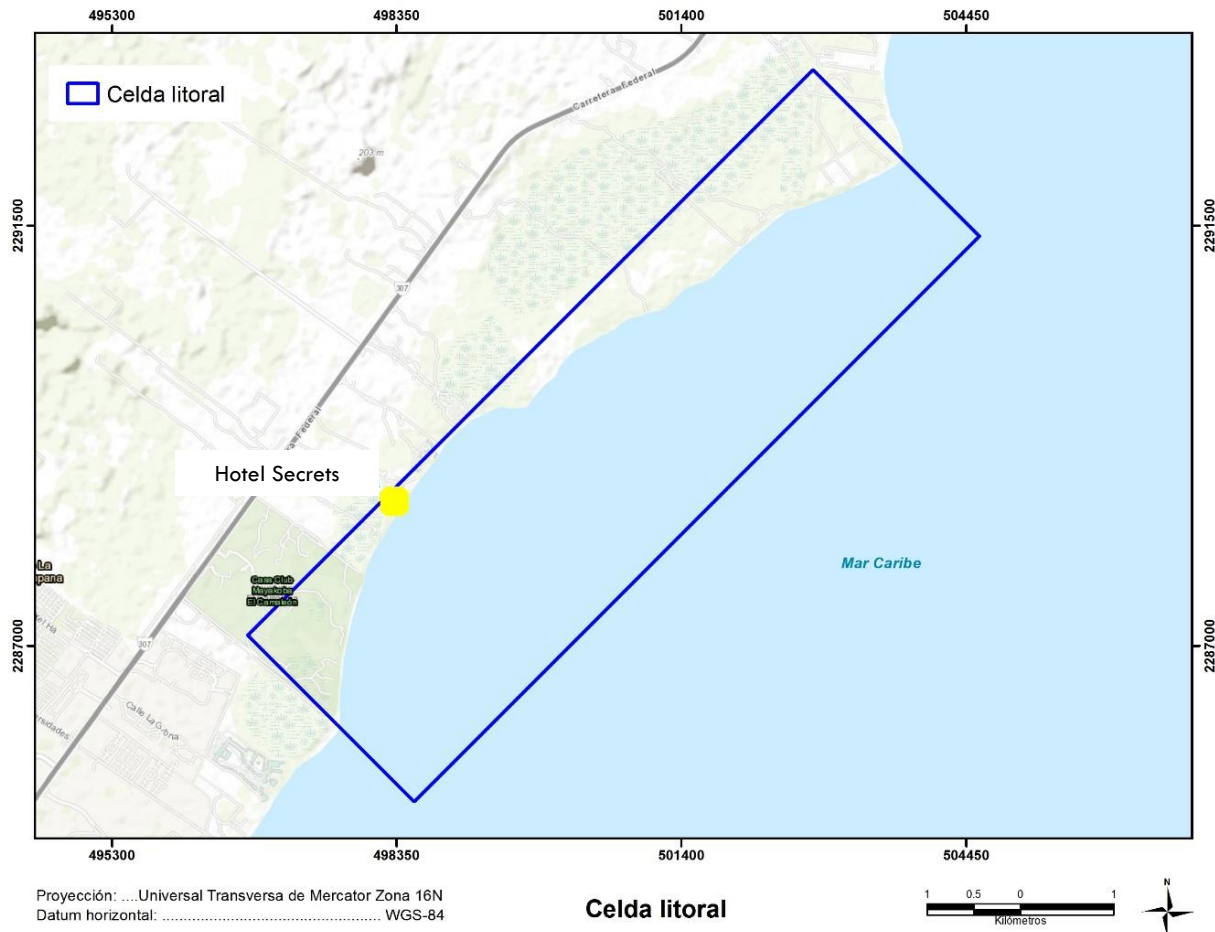 495300
498350
501400
504450
Celda litoral
Carretera Federal
203 m
2291500
2291500
307
Federal
Hotel Secrets
La
Casa Club
Mayakoba
El Camaleón
Mar Caribe
2287000
2287000
307
Calle La Gloria
495300
498350
501400
504450
Proyección: ....Universal Transversa de Mercator Zona 16N
Datum horizontal: ................................................ WGS-84
Celda litoral
1 0.5 0 1
Kilómetros
N